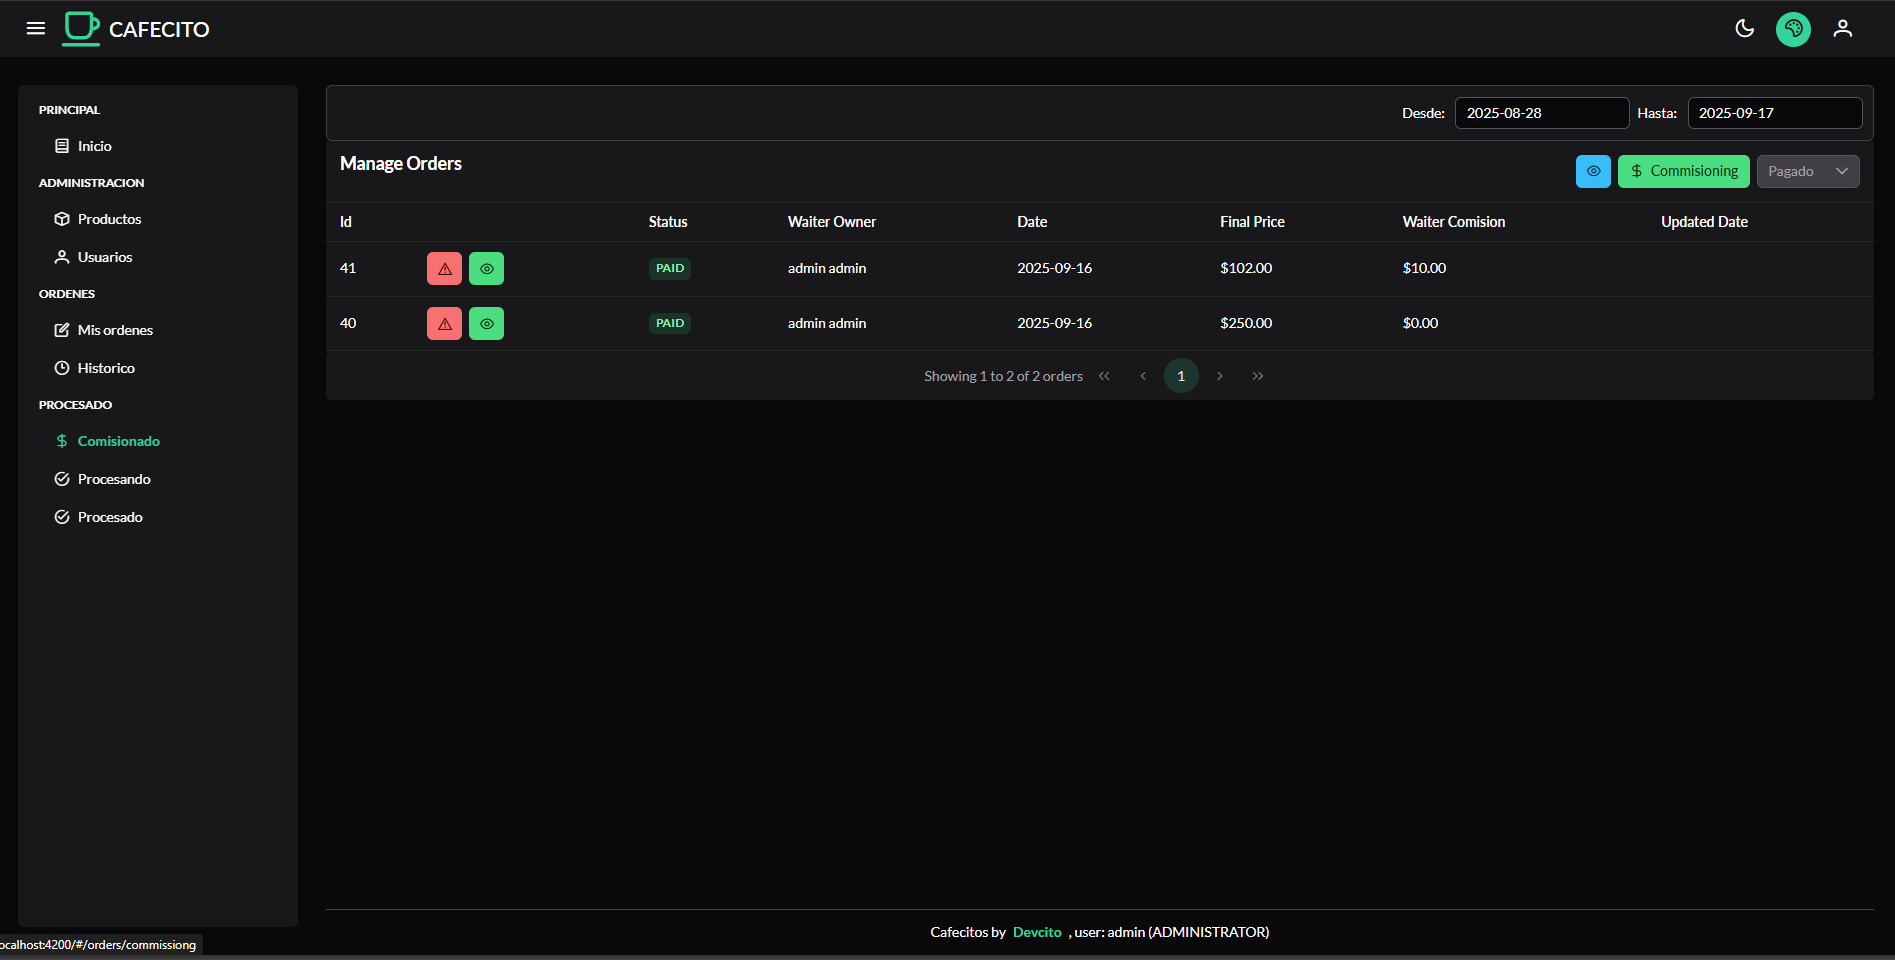 CAFECITO
PRINCIPAL
Inicio
ADMINISTRACION
Productos
Usuarios
ORDENES
Mis ordenes
Historico
PROCESADO
Comisionado
Procesando
Procesado
Desde: 2025-08-28 Hasta: 2025-09-17
Manage Orders
Commisioning Pagado
Id Status Waiter Owner Date Final Price Waiter Comision Updated Date
41 PAID admin admin 2025-09-16 $102.00 $10.00
40 PAID admin admin 2025-09-16 $250.00 $0.00
Showing 1 to 2 of 2 orders « ‹ 1 › »
Cafecitos by Devcito , user: admin (ADMINISTRATOR)
ocalhost:4200/#/orders/commissiong